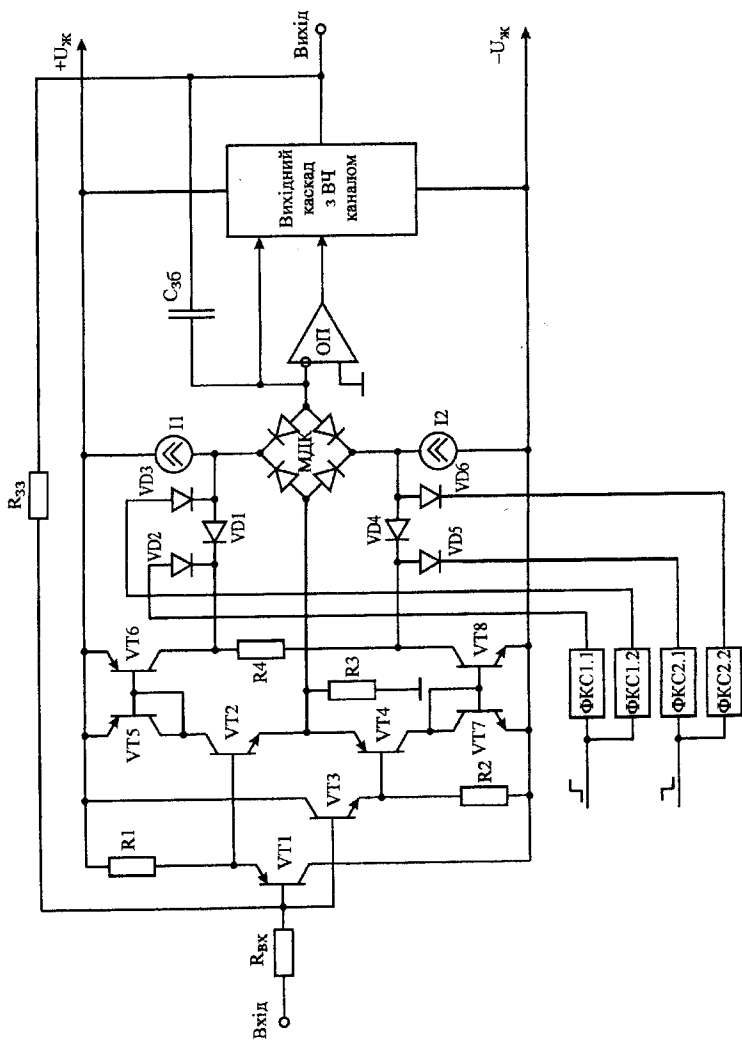 Вихід
+Uж
–Uж
Вихідний
каскад
з ВЧ
каналом
Cзб
ОП
Rзз
I1
МДК
I2
VD3
VD2
VD1
VD4
VD6
VD5
VT6
VT5
VT2
R4
R3
VT8
VT4
VT7
VT3
R1
VT1
R2
Rвх
Вхід
ФКС1.1
ФКС1.2
ФКС2.1
ФКС2.2